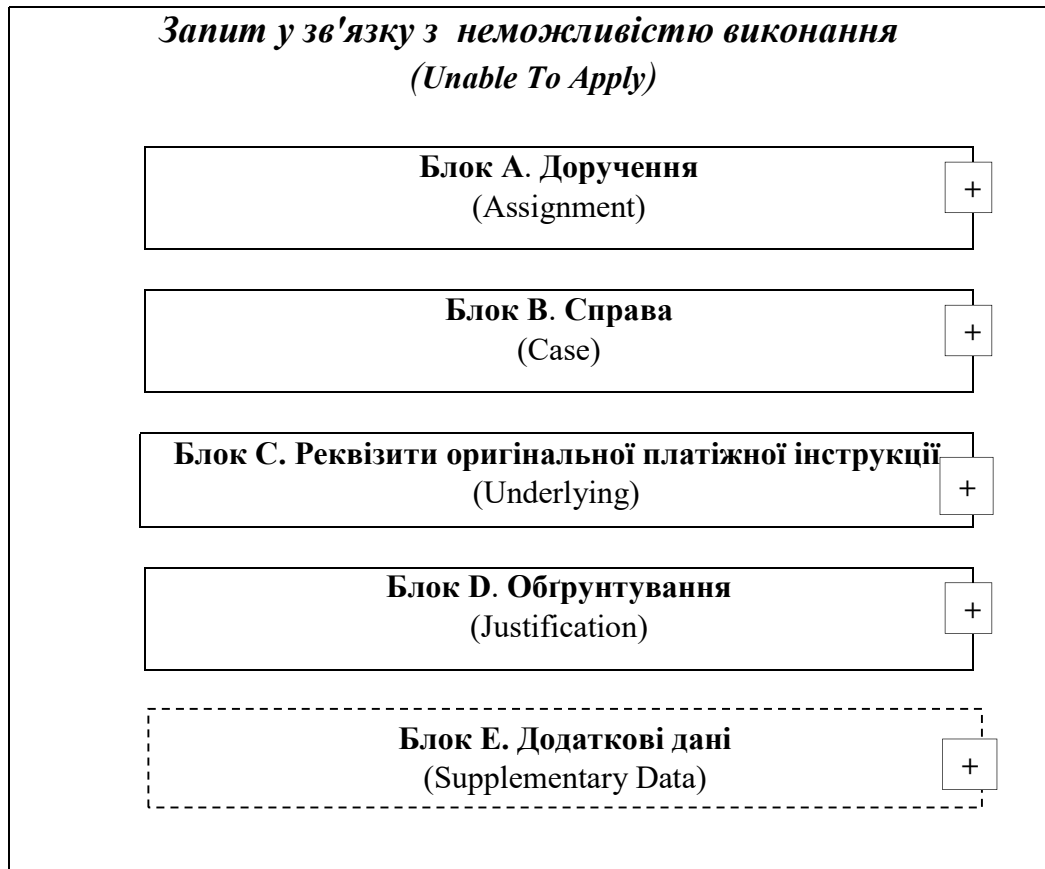 Запит у зв'язку з неможливістю виконання
(Unable To Apply)
Блок A. Доручення
(Assignment)
+
Блок B. Справа
(Case)
+
Блок C. Реквізити оригінальної платіжної інструкції
(Underlying)
+
Блок D. Обґрунтування
(Justification)
+
Блок E. Додаткові дані
(Supplementary Data)
+